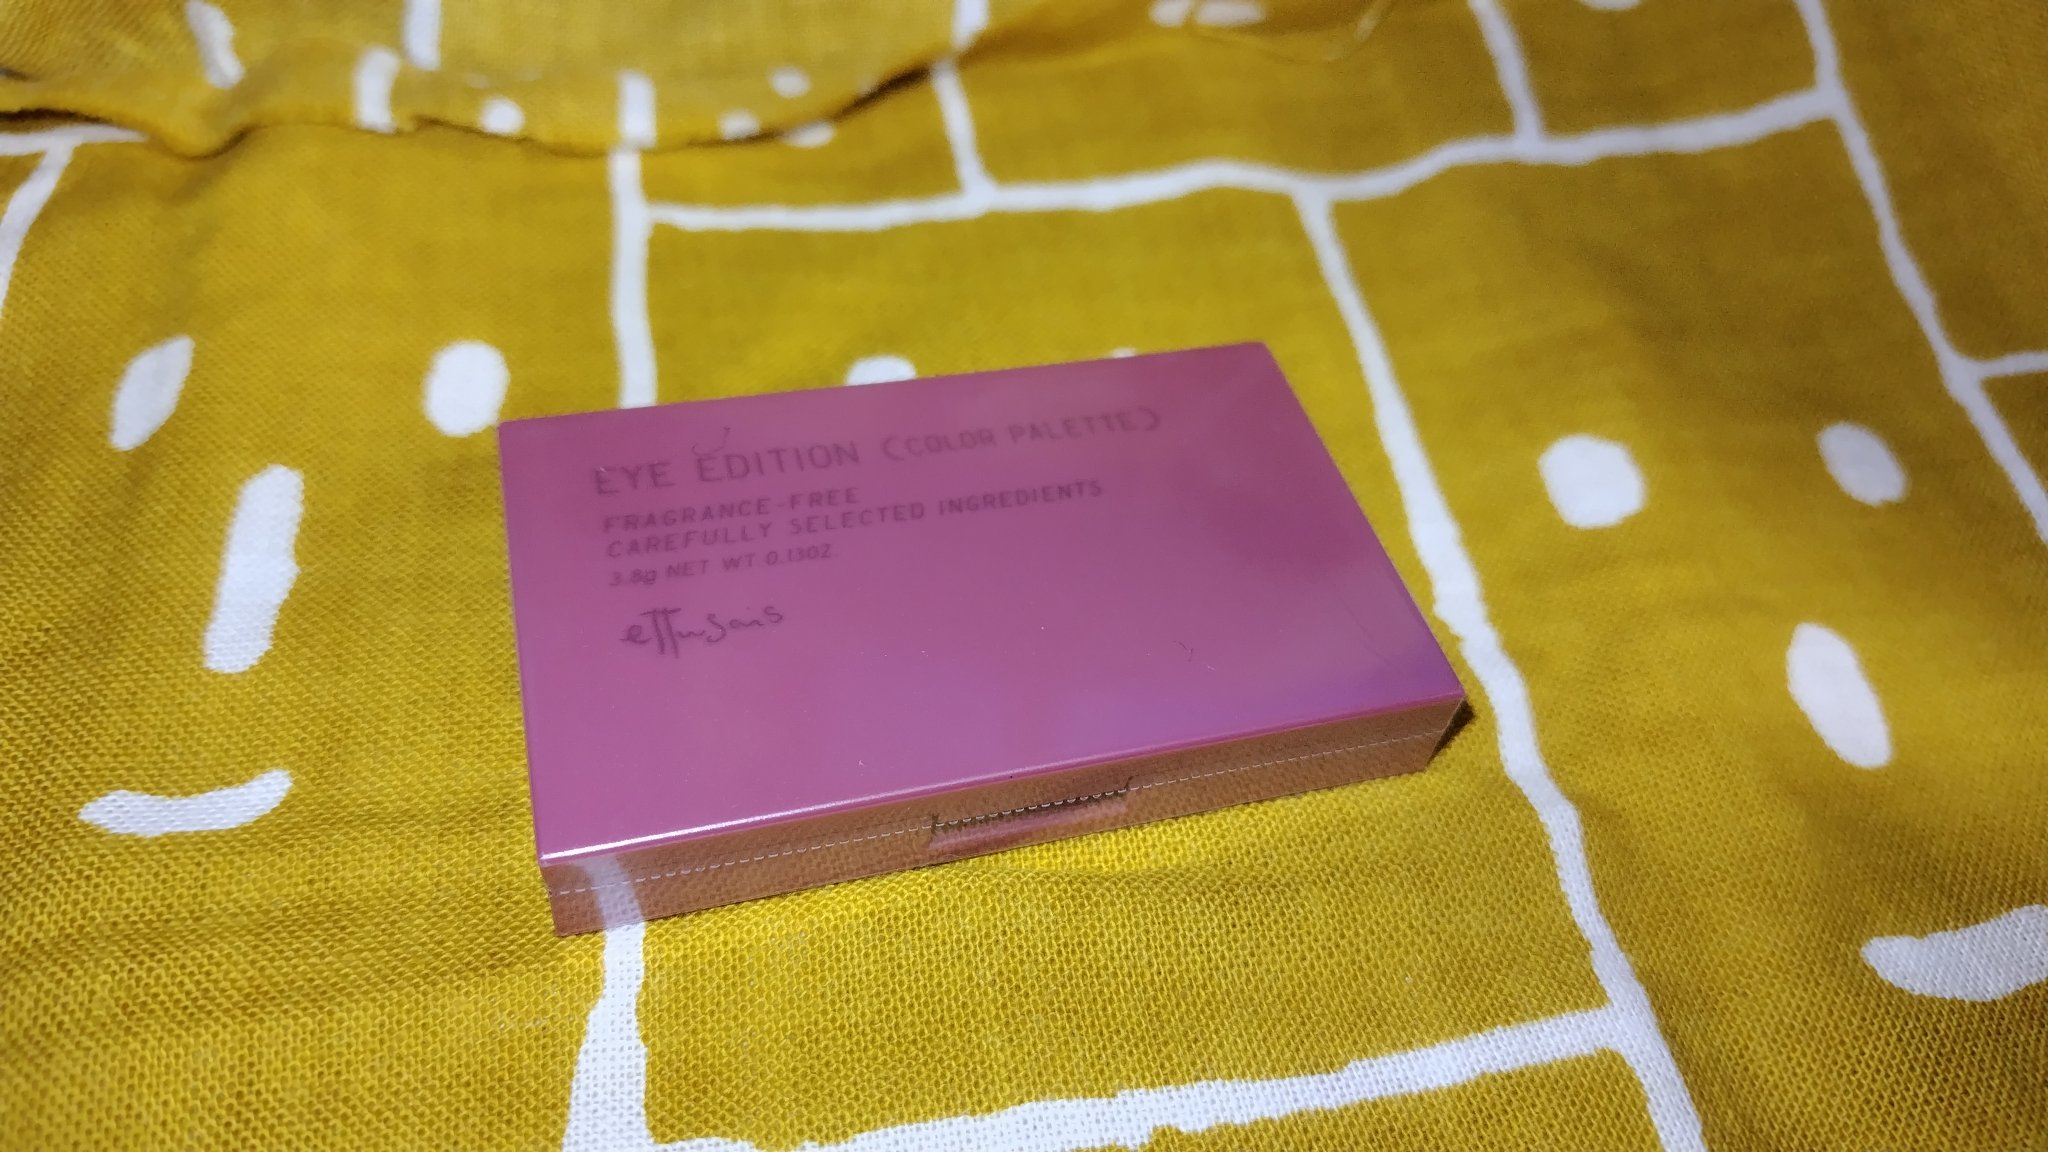 EYE EDITION (COLOR PALETTE)
FRAGRANCE-FREE
CAREFULLY SELECTED INGREDIENTS
3.8g NET WT. 0.13OZ.
ettusais